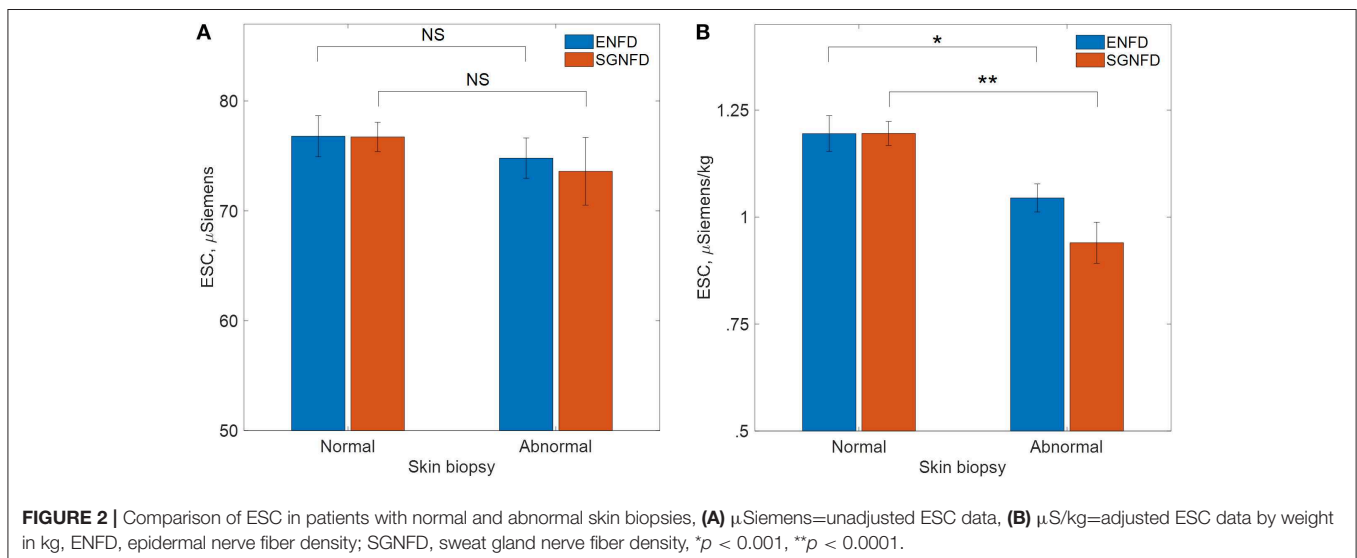 A
NS
NS
ENFD
SGNFD
80
70
60
50
ESC, μSiemens
Normal
Abnormal
Skin biopsy
B
*
**
ENFD
SGNFD
1.25
1
.75
.5
ESC, μSiemens/kg
Normal
Abnormal
Skin biopsy
FIGURE 2 | Comparison of ESC in patients with normal and abnormal skin biopsies, (A) μSiemens=unadjusted ESC data, (B) μS/kg=adjusted ESC data by weight
in kg, ENFD, epidermal nerve fiber density; SGNFD, sweat gland nerve fiber density, *p < 0.001, **p < 0.0001.